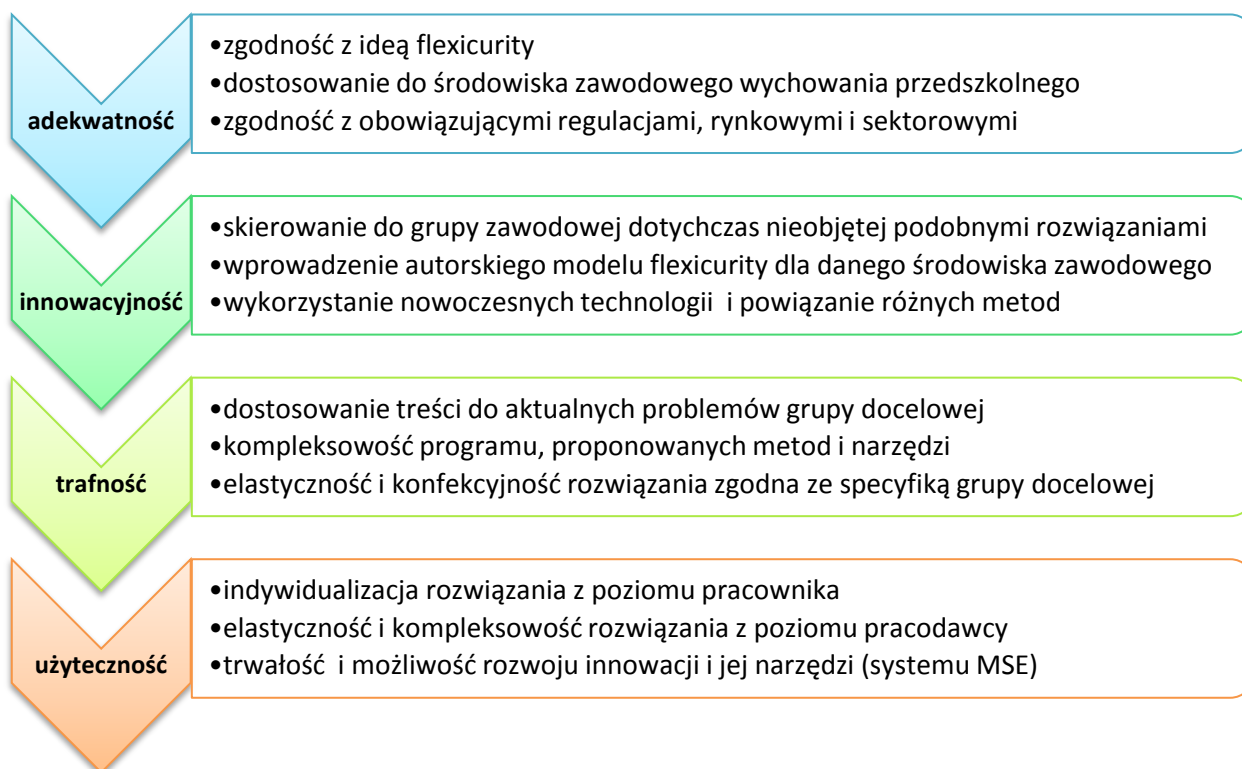 adekwatność
•zgodność z ideą flexicurity
•dostosowanie do środowiska zawodowego wychowania przedszkolnego
•zgodność z obowiązującymi regulacjami, rynkowymi i sektorowymi
innowacyjność
•skierowanie do grupy zawodowej dotychczas nieobjętej podobnymi rozwiązaniami
•wprowadzenie autorskiego modelu flexicurity dla danego środowiska zawodowego
•wykorzystanie nowoczesnych technologii i powiązanie różnych metod
trafność
•dostosowanie treści do aktualnych problemów grupy docelowej
•kompleksowość programu, proponowanych metod i narzędzi
•elastyczność i konfekcyjność rozwiązania zgodna ze specyfiką grupy docelowej
użyteczność
•indywidualizacja rozwiązania z poziomu pracownika
•elastyczność i kompleksowość rozwiązania z poziomu pracodawcy
•trwałość i możliwość rozwoju innowacji i jej narzędzi (systemu MSE)